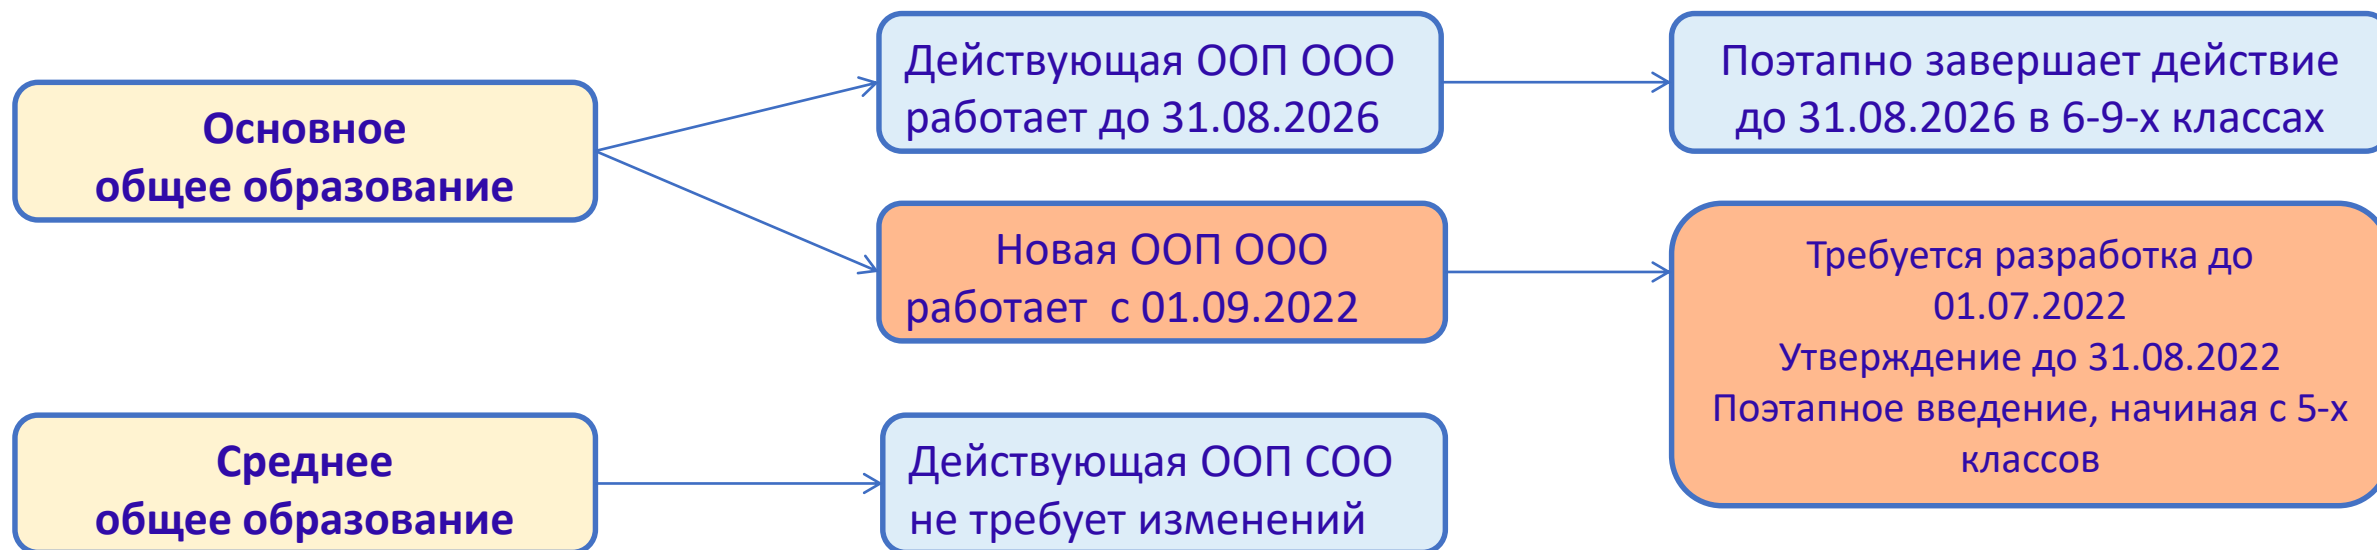 Основное
общее образование
Действующая ООП ООО
работает до 31.08.2026
Поэтапно завершает действие
до 31.08.2026 в 6-9-х классах
Новая ООП ООО
работает с 01.09.2022
Требуется разработка до
01.07.2022
Утверждение до 31.08.2022
Поэтапное введение, начиная с 5-х
классов
Среднее
общее образование
Действующая ООП СОО
не требует изменений